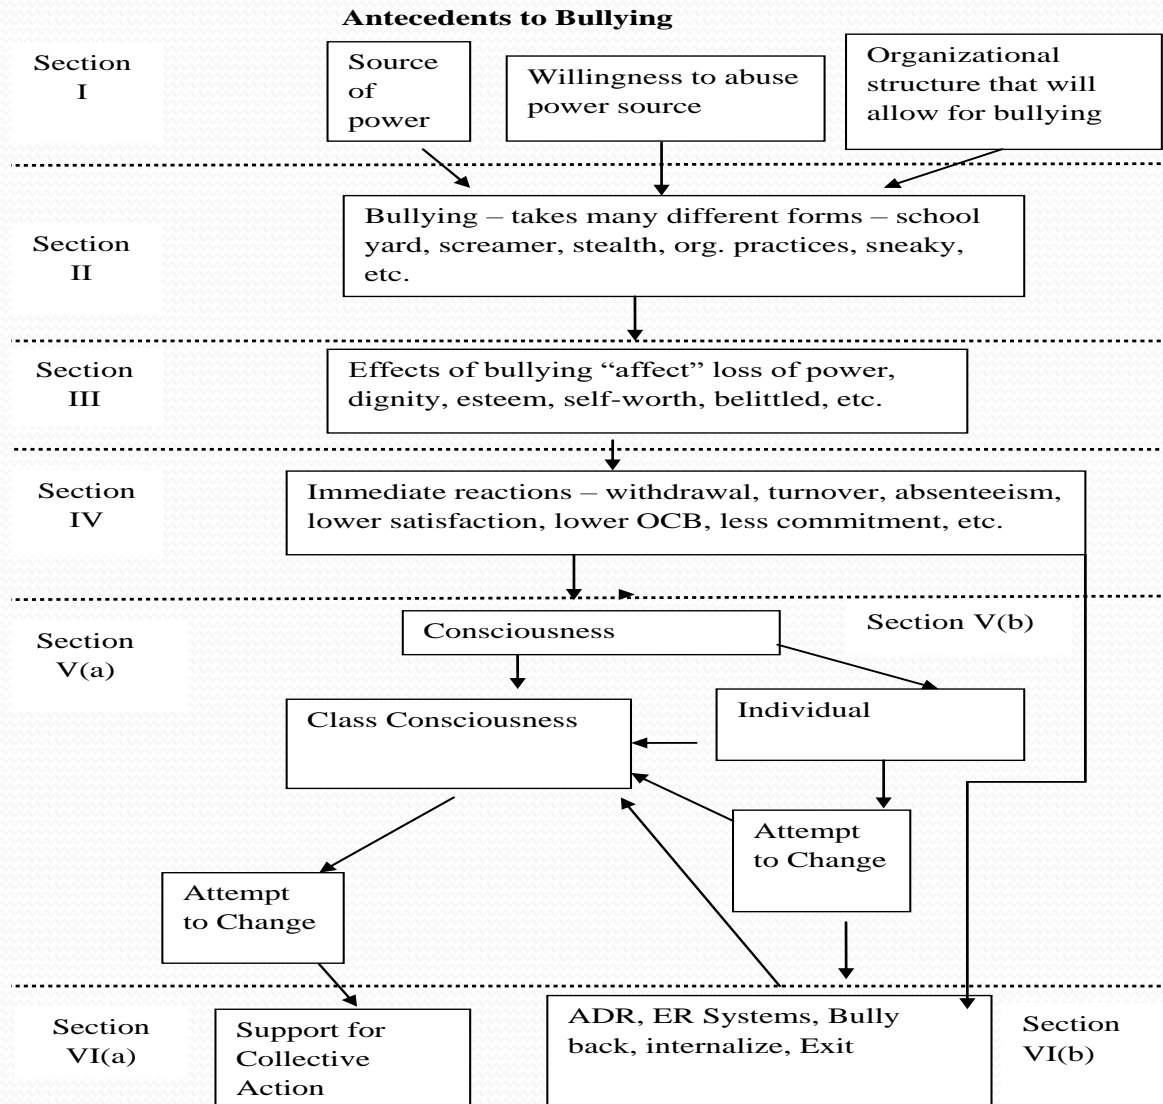 Antecedents to Bullying
Section
I
Source
of
power
Willingness to abuse
power source
Organizational
structure that will
allow for bullying
Section
II
Bullying – takes many different forms – school
yard, screamer, stealth, org. practices, sneaky,
etc.
Section
III
Effects of bullying “affect” loss of power,
dignity, esteem, self-worth, belittled, etc.
Section
IV
Immediate reactions – withdrawal, turnover, absenteeism,
lower satisfaction, lower OCB, less commitment, etc.
Section
V(a)
Consciousness
Section V(b)
Class Consciousness
Individual
Attempt
to Change
Attempt
to Change
Section
VI(a)
Support for
Collective
Action
ADR, ER Systems, Bully
back, internalize, Exit
Section
VI(b)